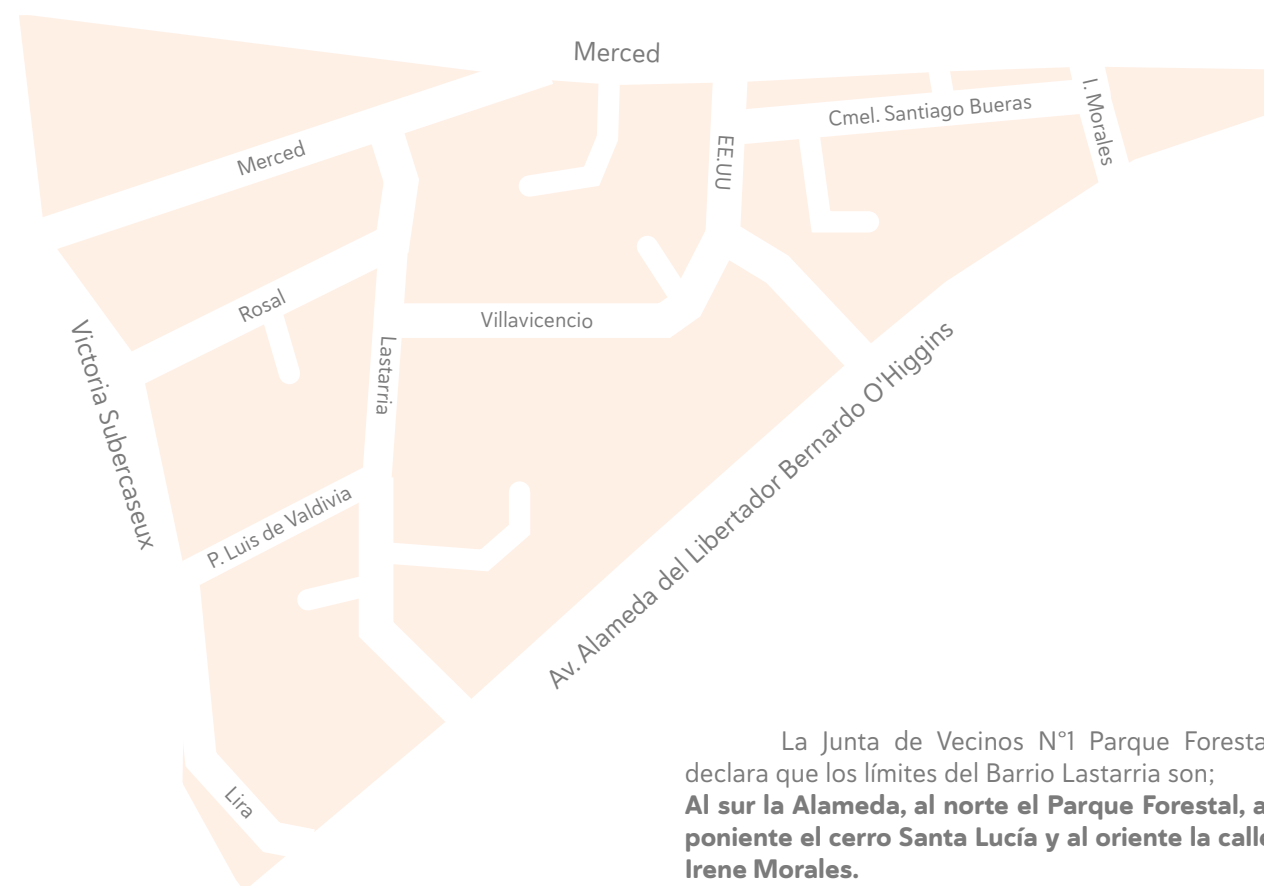 Merced
Merced
EE.UU
Cmel. Santiago Bueras
I. Morales
Rosal
Villavicencio
Victoria Subercaseux
Lastarria
P. Luis de Valdivia
Av. Alameda del Libertador Bernardo O'Higgins
Lira
La Junta de Vecinos N°1 Parque Foresta
declara que los límites del Barrio Lastarria son;
Al sur la Alameda, al norte el Parque Forestal, a
poniente el cerro Santa Lucía y al oriente la calle
Irene Morales.